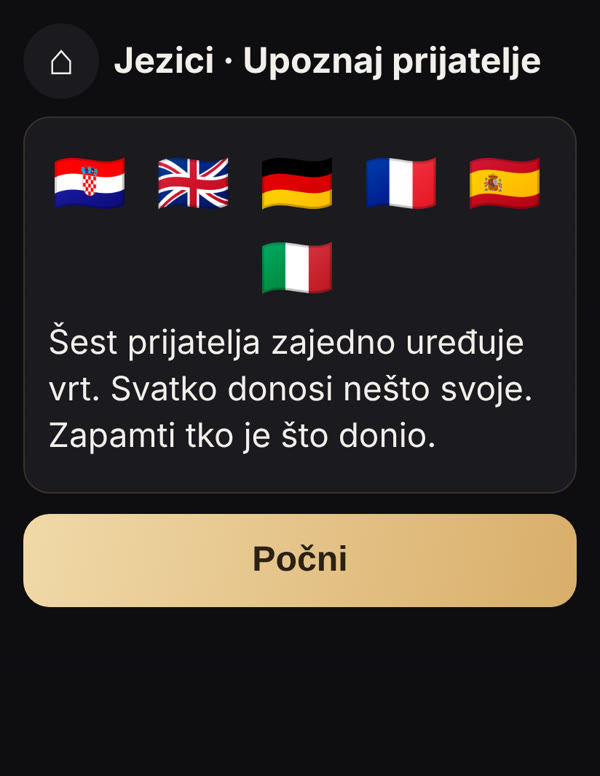 Jezici · Upoznaj prijatelje
Šest prijatelja zajedno uređuje
vrt. Svatko donosi nešto svoje.
Zapamti tko je što donio.
Počni